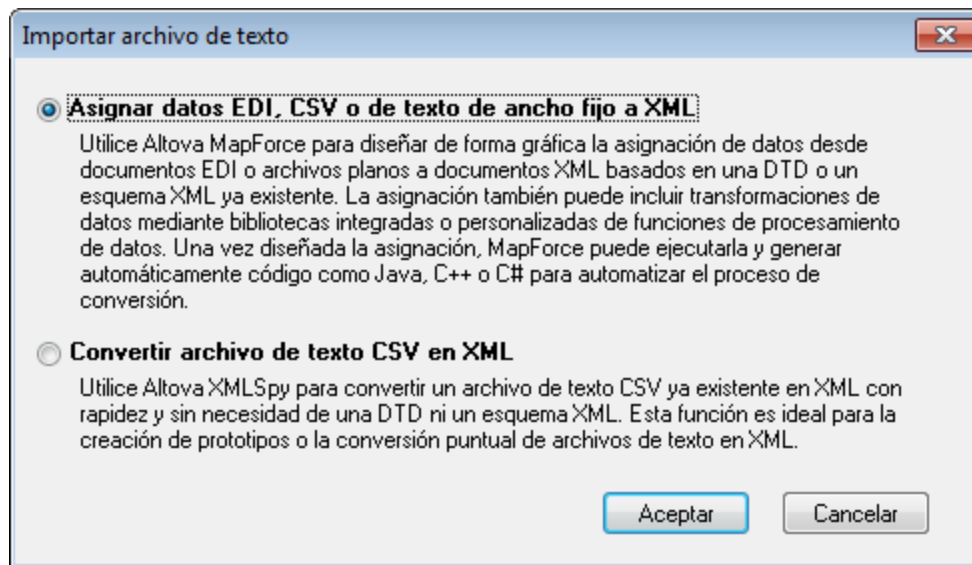 Importar archivo de texto
Asignar datos EDI, CSV o de texto de ancho fijo a XML
Utilice Altova MapForce para diseñar de forma gráfica la asignación de datos desde
documentos EDI o archivos planos a documentos XML basados en una DTD o un
esquema XML ya existente. La asignación también puede incluir transformaciones de
datos mediante bibliotecas integradas o personalizadas de funciones de procesamiento
de datos. Una vez diseñada la asignación, MapForce puede ejecutarla y generar
automáticamente código como Java, C++ o C# para automatizar el proceso de
conversión.
Convertir archivo de texto CSV en XML
Utilice Altova XMLSpy para convertir un archivo de texto CSV ya existente en XML con
rapidez y sin necesidad de una DTD ni un esquema XML. Esta función es ideal para la
creación de prototipos o la conversión puntual de archivos de texto en XML.
Aceptar
Cancelar